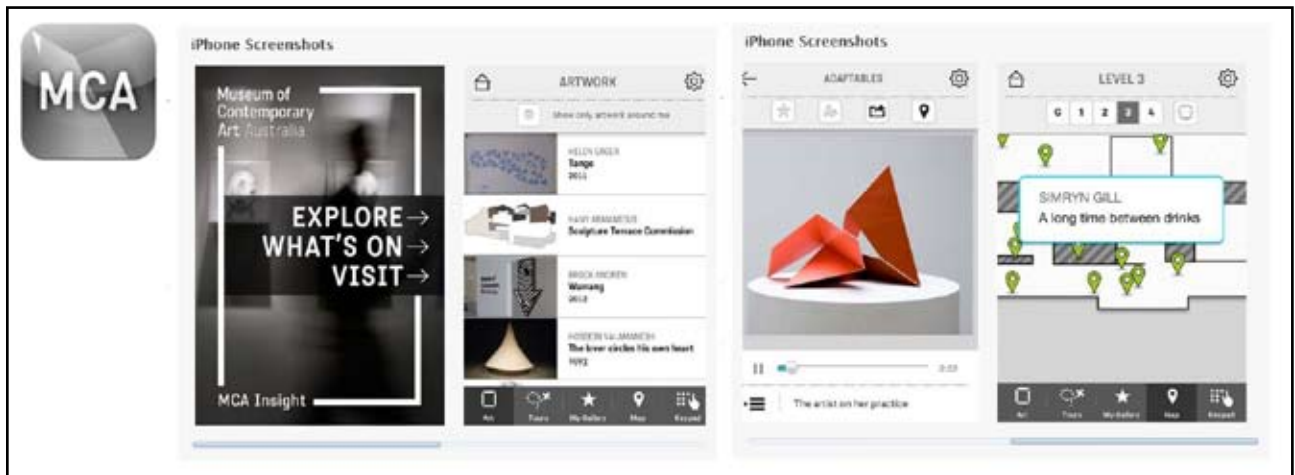 MCA
iPhone Screenshots
Museum of
Contemporary
Art Australia
EXPLORE→
WHAT'S ON→
VISIT→
MCA Insight
ARTWORK
Show only artwork around me
Tango
2011
Sculpture Terrace Commission
Warrang
2012
The lover circles his own heart
1993
Art
Tours
My Gallery
Map
Keypad
iPhone Screenshots
ADAPTABLES
The artist on her practice
LEVEL 3
G 1 2 3 4
SIMRYN GILL
A long time between drinks
Art
Tours
My Gallery
Map
Keypad